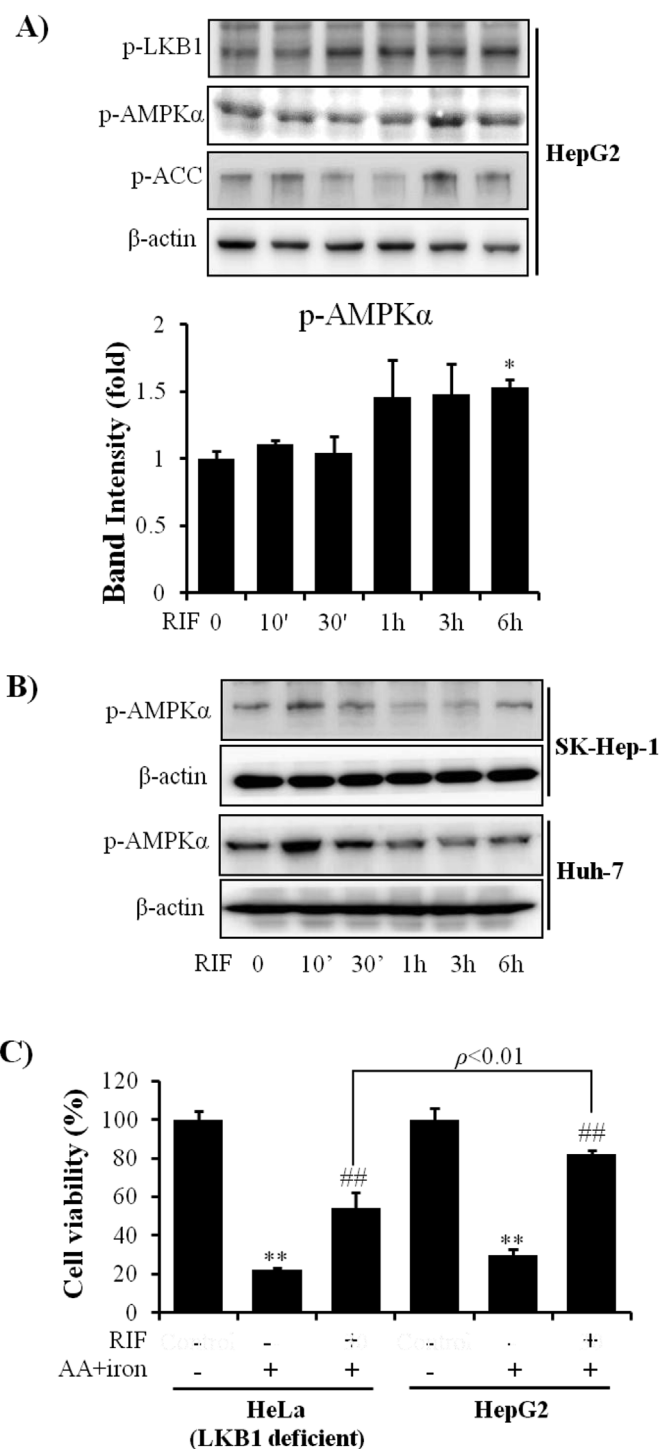 A)
p-LKB1
p-AMPKα
p-ACC
β-actin
HepG2
p-AMPKα
Band Intensity (fold)
2
1.5
1
0.5
0
RIF 0 10' 30' 1h 3h 6h
*
B)
p-AMPKα
β-actin
SK-Hep-1
p-AMPKα
β-actin
Huh-7
RIF 0 10’ 30’ 1h 3h 6h
C)
ρ<0.01
Cell viability (%)
120
100
80
60
40
20
0
** ## ** ##
RIF - - + - - +
AA+iron - + + - + +
HeLa HepG2
(LKB1 deficient)